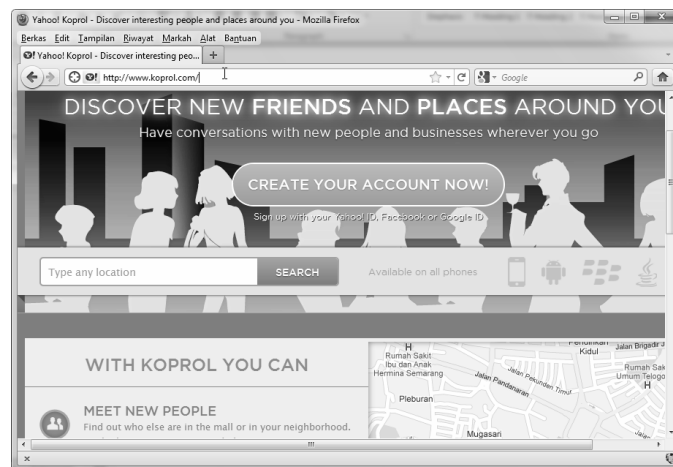 Yahoo! Koprol - Discover interesting people and places around you - Mozilla Firefox
Berkas Edit Tampilan Riwayat Markah Alat Bantuan
Yahoo! Koprol - Discover interesting peo...
http://www.koprol.com/
Google
DISCOVER NEW FRIENDS AND PLACES AROUND YOU
Have conversations with new people and businesses wherever you go
CREATE YOUR ACCOUNT NOW!
Sign up with your Yahoo! ID, Facebook or Google ID
Type any location
SEARCH
Available on all phones
WITH KOPROL YOU CAN
MEET NEW PEOPLE
Find out who else are in the mall or in your neighborhood.
H
Rumah Sakit
Ibu dan Anak
Hermina Semarang
Kidul
Jalan Brigadir J
Rumah Sak
Umum Telogo
H
Jalan Pandanaran
Jalan Pekunden Timur
Pleburan
Mugasari